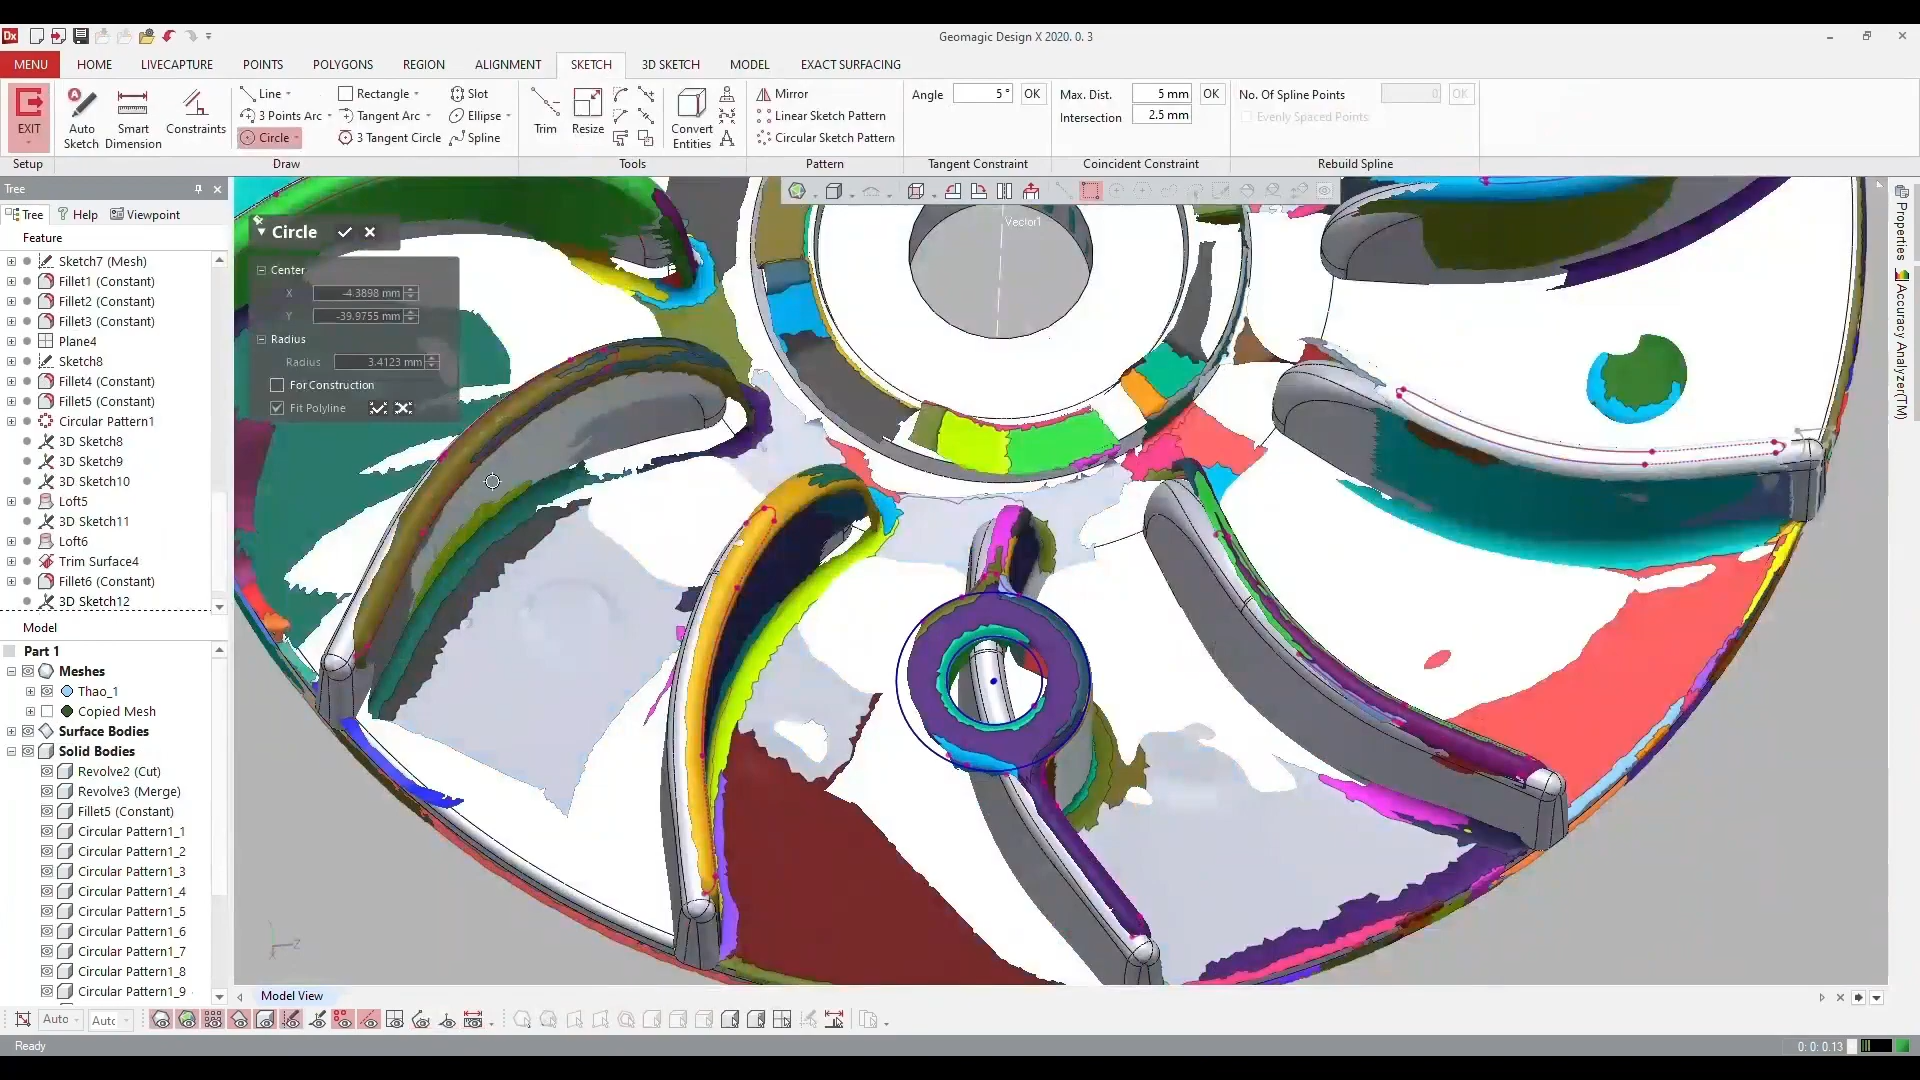 Dx
Geomagic Design X 2020. 0. 3
MENU HOME LIVECAPTURE POINTS POLYGONS REGION ALIGNMENT SKETCH 3D SKETCH MODEL EXACT SURFACING
EXIT
Setup
Auto Sketch
Smart Dimension
Constraints
Line
3 Points Arc
Circle
Rectangle
Tangent Arc
3 Tangent Circle
Slot
Ellipse
Spline
Draw
Trim
Resize
Convert Entities
Tools
Mirror
Linear Sketch Pattern
Circular Sketch Pattern
Pattern
Angle 5 ° OK
Tangent Constraint
Max. Dist. 5 mm OK
Intersection 2.5 mm
Coincident Constraint
No. Of Spline Points 0 OK
Evenly Spaced Points
Rebuild Spline
Tree
Tree Help Viewpoint
Feature
Sketch7 (Mesh)
Fillet1 (Constant)
Fillet2 (Constant)
Fillet3 (Constant)
Plane4
Sketch8
Fillet4 (Constant)
Fillet5 (Constant)
Circular Pattern1
3D Sketch8
3D Sketch9
3D Sketch10
Loft5
3D Sketch11
Loft6
Trim Surface4
Fillet6 (Constant)
3D Sketch12
Model
Part 1
Meshes
Thao_1
Copied Mesh
Surface Bodies
Solid Bodies
Revolve2 (Cut)
Revolve3 (Merge)
Fillet5 (Constant)
Circular Pattern1_1
Circular Pattern1_2
Circular Pattern1_3
Circular Pattern1_4
Circular Pattern1_5
Circular Pattern1_6
Circular Pattern1_7
Circular Pattern1_8
Circular Pattern1_9
Circle
Center
X -4.3898 mm
Y -39.9755 mm
Radius
Radius 3.4123 mm
For Construction
Fit Polyline
Vector1
Z
Properties
Accuracy Analyzer(TM)
Model View
Auto Auto
Ready
0: 0: 0.13